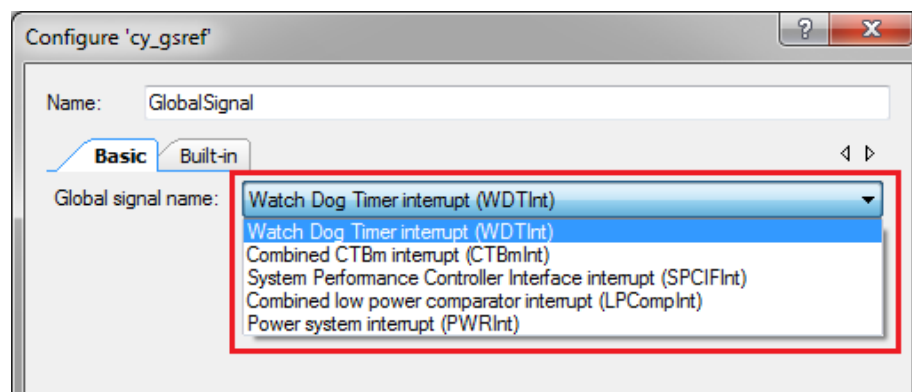 Configure 'cy_gsref'
?
X
Name: GlobalSignal
Basic Built-in
Global signal name: Watch Dog Timer interrupt (WDTInt)
Watch Dog Timer interrupt (WDTInt)
Combined CTBm interrupt (CTBmInt)
System Performance Controller Interface interrupt (SPCIFInt)
Combined low power comparator interrupt (LPCompInt)
Power system interrupt (PWRInt)